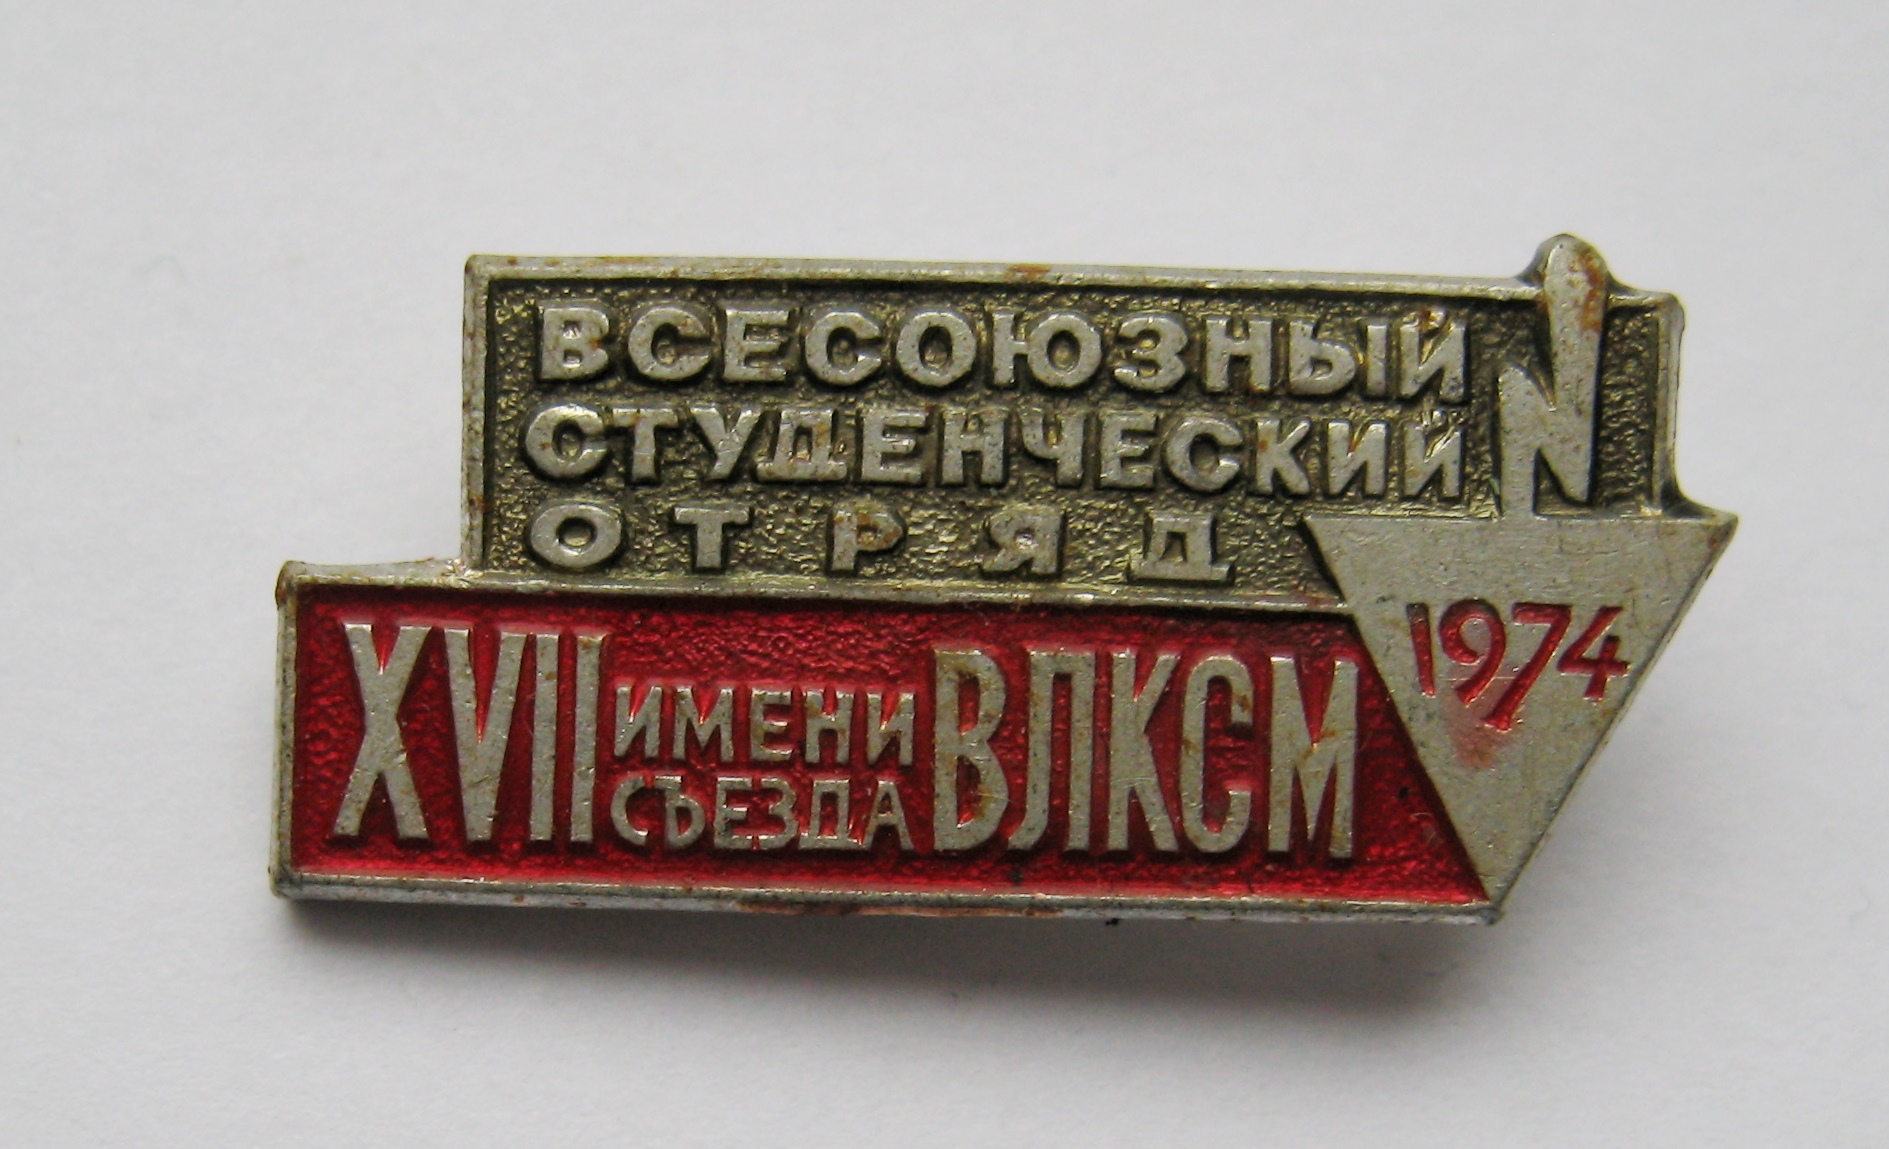 ВСЕСОЮЗНЫЙ
СТУДЕНЧЕСКИЙ
ОТРЯД
1974
XVII ИМЕНИ СЪЕЗДА ВЛКСМ